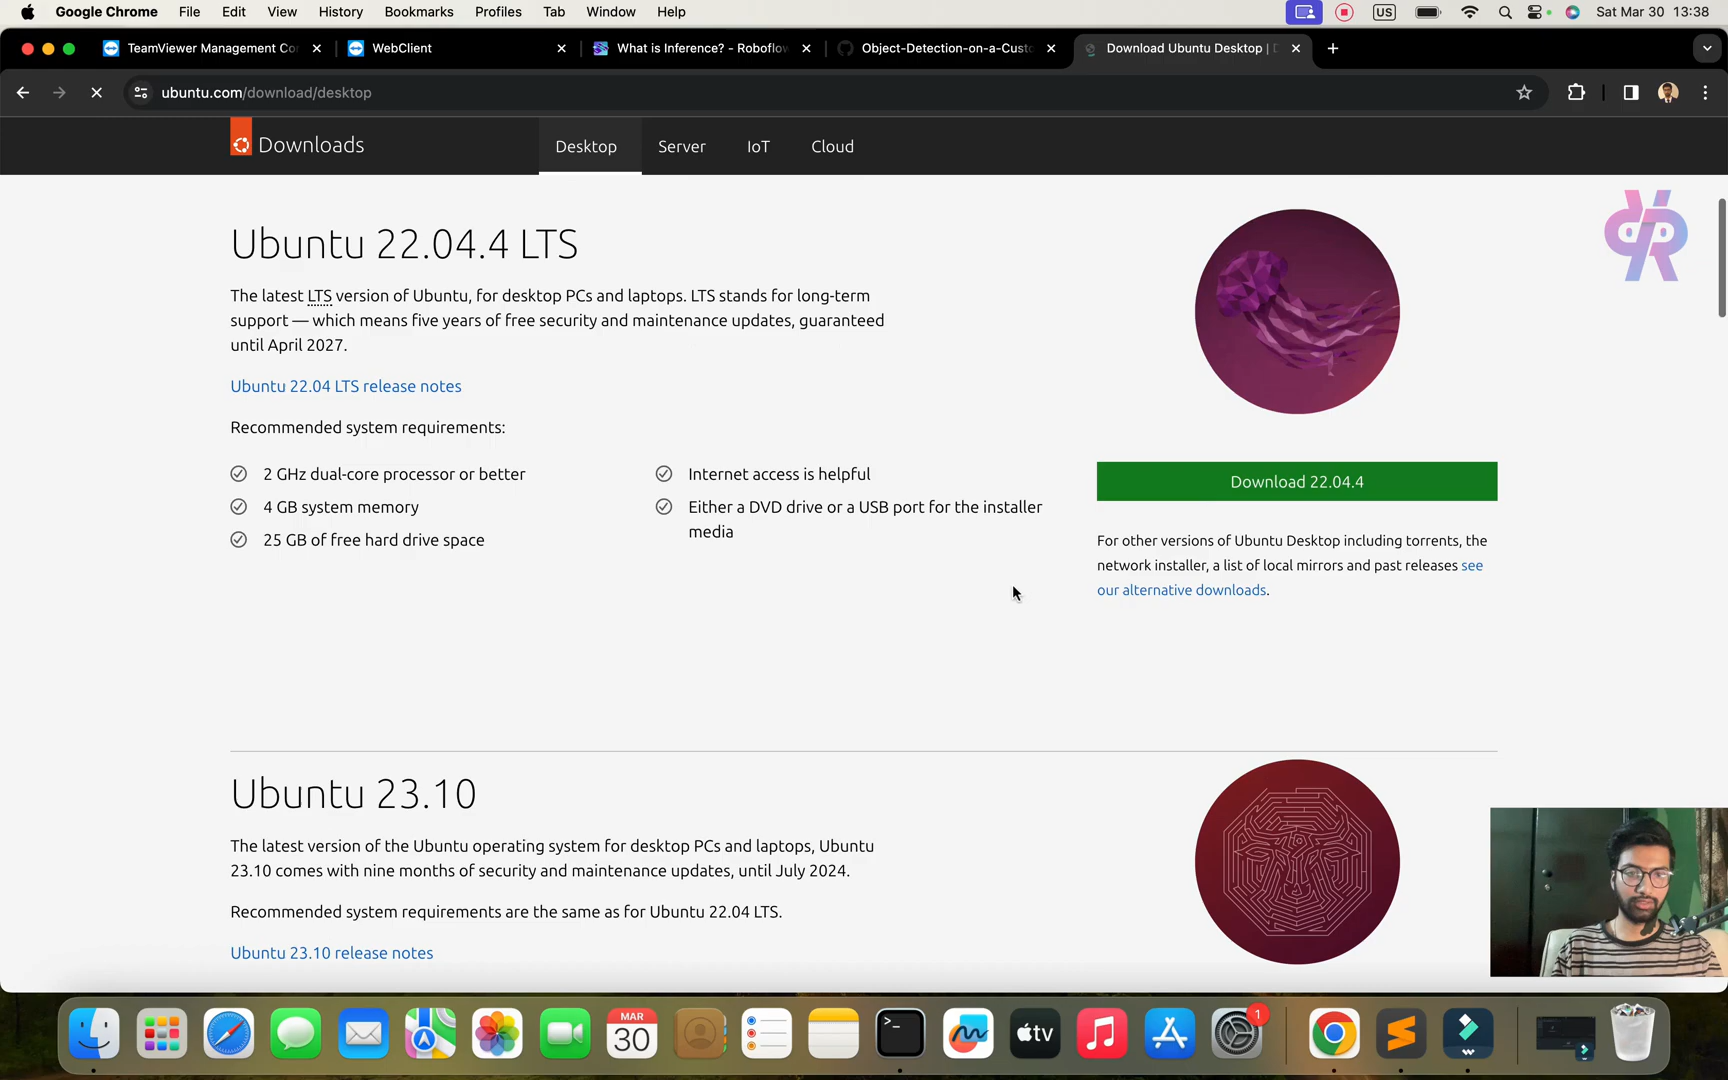 Google Chrome File Edit View History Bookmarks Profiles Tab Window Help US Sat Mar 30 13:38
TeamViewer Management Co WebClient What is Inference? - Roboflow Object-Detection-on-a-Custo Download Ubuntu Desktop |
ubuntu.com/download/desktop
Downloads Desktop Server IoT Cloud
Ubuntu 22.04.4 LTS
The latest LTS version of Ubuntu, for desktop PCs and laptops. LTS stands for long-term
support — which means five years of free security and maintenance updates, guaranteed
until April 2027.
Ubuntu 22.04 LTS release notes
Recommended system requirements:
2 GHz dual-core processor or better
4 GB system memory
25 GB of free hard drive space
Internet access is helpful
Either a DVD drive or a USB port for the installer
media
Download 22.04.4
For other versions of Ubuntu Desktop including torrents, the
network installer, a list of local mirrors and past releases see
our alternative downloads.
Ubuntu 23.10
The latest version of the Ubuntu operating system for desktop PCs and laptops, Ubuntu
23.10 comes with nine months of security and maintenance updates, until July 2024.
Recommended system requirements are the same as for Ubuntu 22.04 LTS.
Ubuntu 23.10 release notes
MAR
30
tv
1